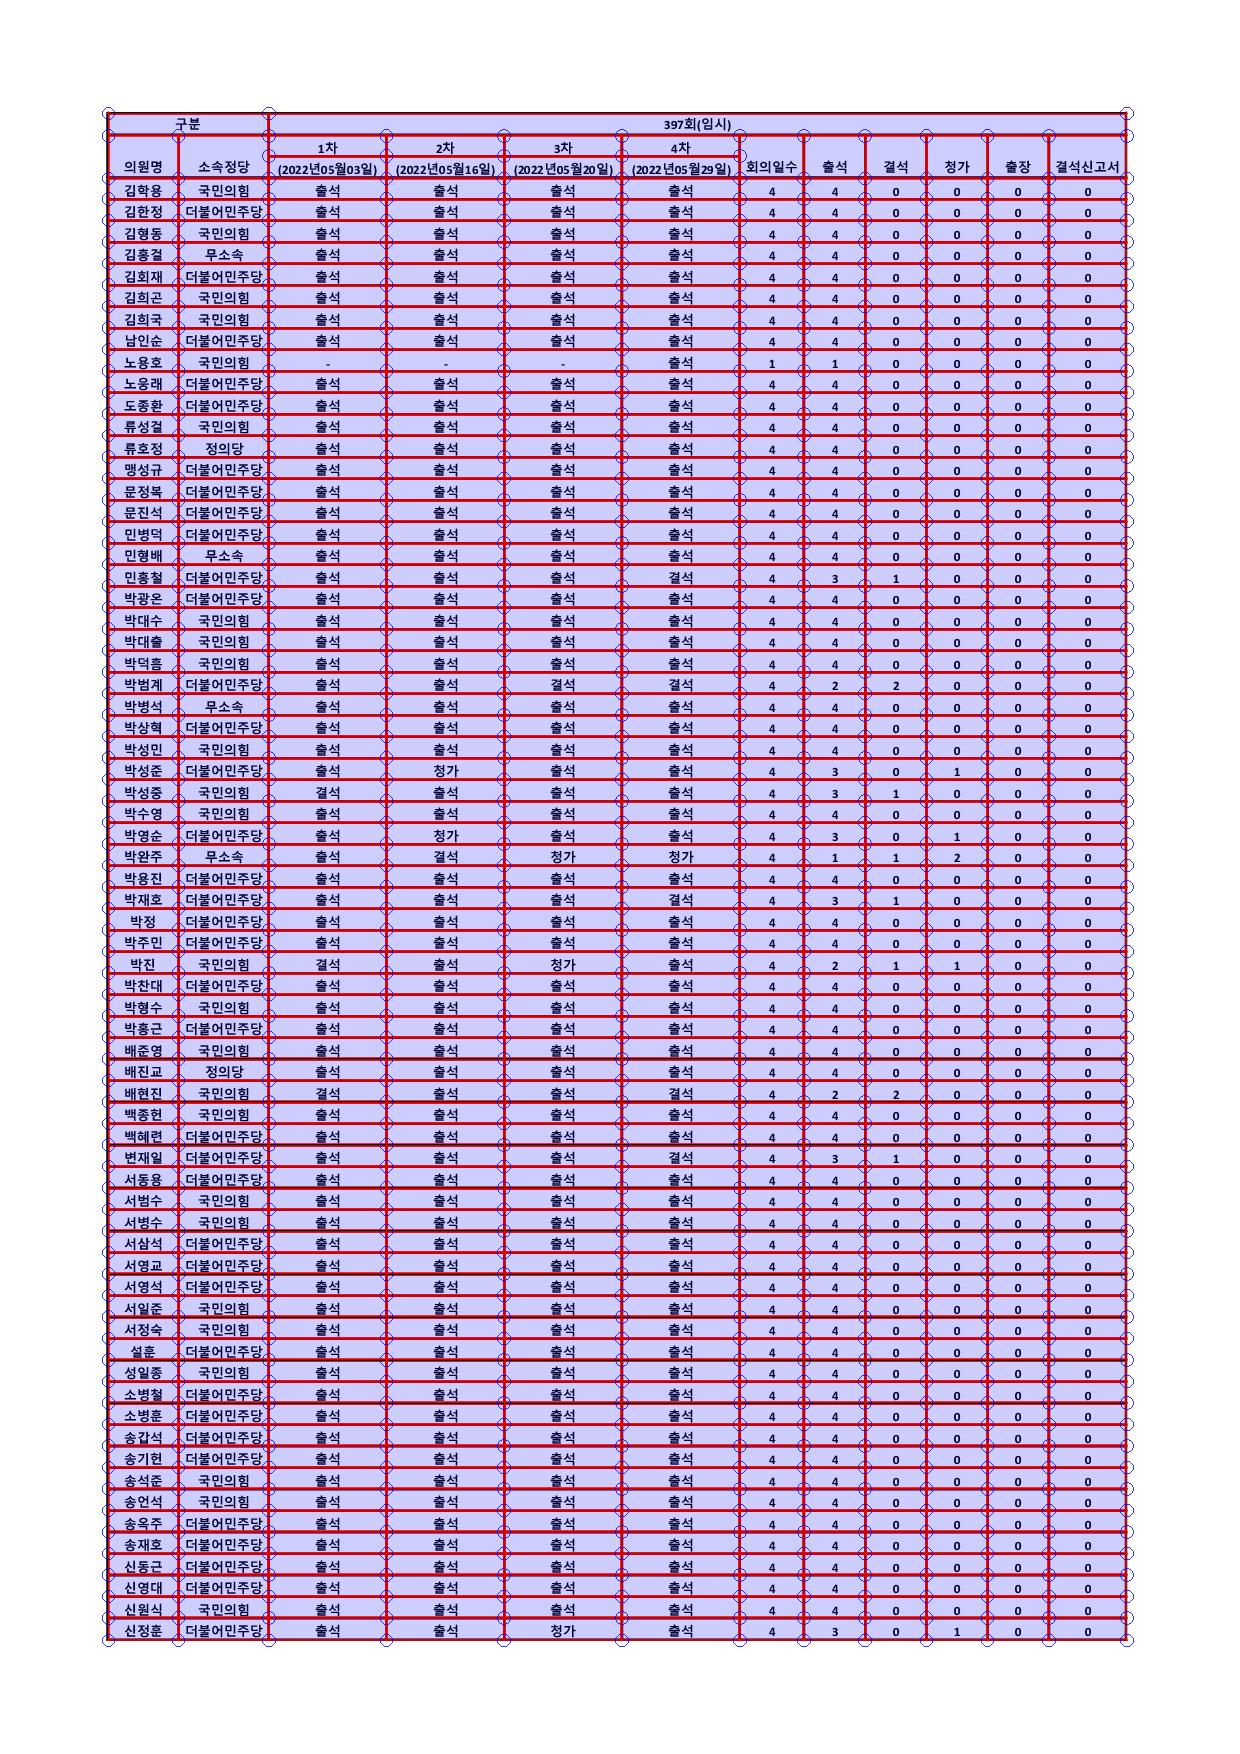 구분 397회(임시)
1차 2차 3차 4차
의원명 소속정당 (2022년05월03일) (2022년05월16일) (2022년05월20일) (2022년05월29일) 회의일수 출석 결석 청가 출장 결석신고서
김학용 국민의힘 출석 출석 출석 출석 4 4 0 0 0 0
김한정 더불어민주당 출석 출석 출석 출석 4 4 0 0 0 0
김형동 국민의힘 출석 출석 출석 출석 4 4 0 0 0 0
김홍걸 무소속 출석 출석 출석 출석 4 4 0 0 0 0
김회재 더불어민주당 출석 출석 출석 출석 4 4 0 0 0 0
김희곤 국민의힘 출석 출석 출석 출석 4 4 0 0 0 0
김희국 국민의힘 출석 출석 출석 출석 4 4 0 0 0 0
남인순 더불어민주당 출석 출석 출석 출석 4 4 0 0 0 0
노용호 국민의힘 - - - 출석 1 1 0 0 0 0
노웅래 더불어민주당 출석 출석 출석 출석 4 4 0 0 0 0
도종환 더불어민주당 출석 출석 출석 출석 4 4 0 0 0 0
류성걸 국민의힘 출석 출석 출석 출석 4 4 0 0 0 0
류호정 정의당 출석 출석 출석 출석 4 4 0 0 0 0
맹성규 더불어민주당 출석 출석 출석 출석 4 4 0 0 0 0
문정복 더불어민주당 출석 출석 출석 출석 4 4 0 0 0 0
문진석 더불어민주당 출석 출석 출석 출석 4 4 0 0 0 0
민병덕 더불어민주당 출석 출석 출석 출석 4 4 0 0 0 0
민형배 무소속 출석 출석 출석 출석 4 4 0 0 0 0
민홍철 더불어민주당 출석 출석 출석 결석 4 3 1 0 0 0
박광온 더불어민주당 출석 출석 출석 출석 4 4 0 0 0 0
박대수 국민의힘 출석 출석 출석 출석 4 4 0 0 0 0
박대출 국민의힘 출석 출석 출석 출석 4 4 0 0 0 0
박덕흠 국민의힘 출석 출석 출석 출석 4 4 0 0 0 0
박범계 더불어민주당 출석 출석 결석 결석 4 2 2 0 0 0
박병석 무소속 출석 출석 출석 출석 4 4 0 0 0 0
박상혁 더불어민주당 출석 출석 출석 출석 4 4 0 0 0 0
박성민 국민의힘 출석 출석 출석 출석 4 4 0 0 0 0
박성준 더불어민주당 출석 청가 출석 출석 4 3 0 1 0 0
박성중 국민의힘 결석 출석 출석 출석 4 3 1 0 0 0
박수영 국민의힘 출석 출석 출석 출석 4 4 0 0 0 0
박영순 더불어민주당 출석 청가 출석 출석 4 3 0 1 0 0
박완주 무소속 출석 결석 청가 청가 4 1 1 2 0 0
박용진 더불어민주당 출석 출석 출석 출석 4 4 0 0 0 0
박재호 더불어민주당 출석 출석 출석 결석 4 3 1 0 0 0
박정 더불어민주당 출석 출석 출석 출석 4 4 0 0 0 0
박주민 더불어민주당 출석 출석 출석 출석 4 4 0 0 0 0
박진 국민의힘 결석 출석 청가 출석 4 2 1 1 0 0
박찬대 더불어민주당 출석 출석 출석 출석 4 4 0 0 0 0
박형수 국민의힘 출석 출석 출석 출석 4 4 0 0 0 0
박홍근 더불어민주당 출석 출석 출석 출석 4 4 0 0 0 0
배준영 국민의힘 출석 출석 출석 출석 4 4 0 0 0 0
배진교 정의당 출석 출석 출석 출석 4 4 0 0 0 0
배현진 국민의힘 결석 출석 출석 결석 4 2 2 0 0 0
백종헌 국민의힘 출석 출석 출석 출석 4 4 0 0 0 0
백혜련 더불어민주당 출석 출석 출석 출석 4 4 0 0 0 0
변재일 더불어민주당 출석 출석 출석 결석 4 3 1 0 0 0
서동용 더불어민주당 출석 출석 출석 출석 4 4 0 0 0 0
서범수 국민의힘 출석 출석 출석 출석 4 4 0 0 0 0
서병수 국민의힘 출석 출석 출석 출석 4 4 0 0 0 0
서삼석 더불어민주당 출석 출석 출석 출석 4 4 0 0 0 0
서영교 더불어민주당 출석 출석 출석 출석 4 4 0 0 0 0
서영석 더불어민주당 출석 출석 출석 출석 4 4 0 0 0 0
서일준 국민의힘 출석 출석 출석 출석 4 4 0 0 0 0
서정숙 국민의힘 출석 출석 출석 출석 4 4 0 0 0 0
설훈 더불어민주당 출석 출석 출석 출석 4 4 0 0 0 0
성일종 국민의힘 출석 출석 출석 출석 4 4 0 0 0 0
소병철 더불어민주당 출석 출석 출석 출석 4 4 0 0 0 0
소병훈 더불어민주당 출석 출석 출석 출석 4 4 0 0 0 0
송갑석 더불어민주당 출석 출석 출석 출석 4 4 0 0 0 0
송기헌 더불어민주당 출석 출석 출석 출석 4 4 0 0 0 0
송석준 국민의힘 출석 출석 출석 출석 4 4 0 0 0 0
송언석 국민의힘 출석 출석 출석 출석 4 4 0 0 0 0
송옥주 더불어민주당 출석 출석 출석 출석 4 4 0 0 0 0
송재호 더불어민주당 출석 출석 출석 출석 4 4 0 0 0 0
신동근 더불어민주당 출석 출석 출석 출석 4 4 0 0 0 0
신영대 더불어민주당 출석 출석 출석 출석 4 4 0 0 0 0
신원식 국민의힘 출석 출석 출석 출석 4 4 0 0 0 0
신정훈 더불어민주당 출석 출석 청가 출석 4 3 0 1 0 0